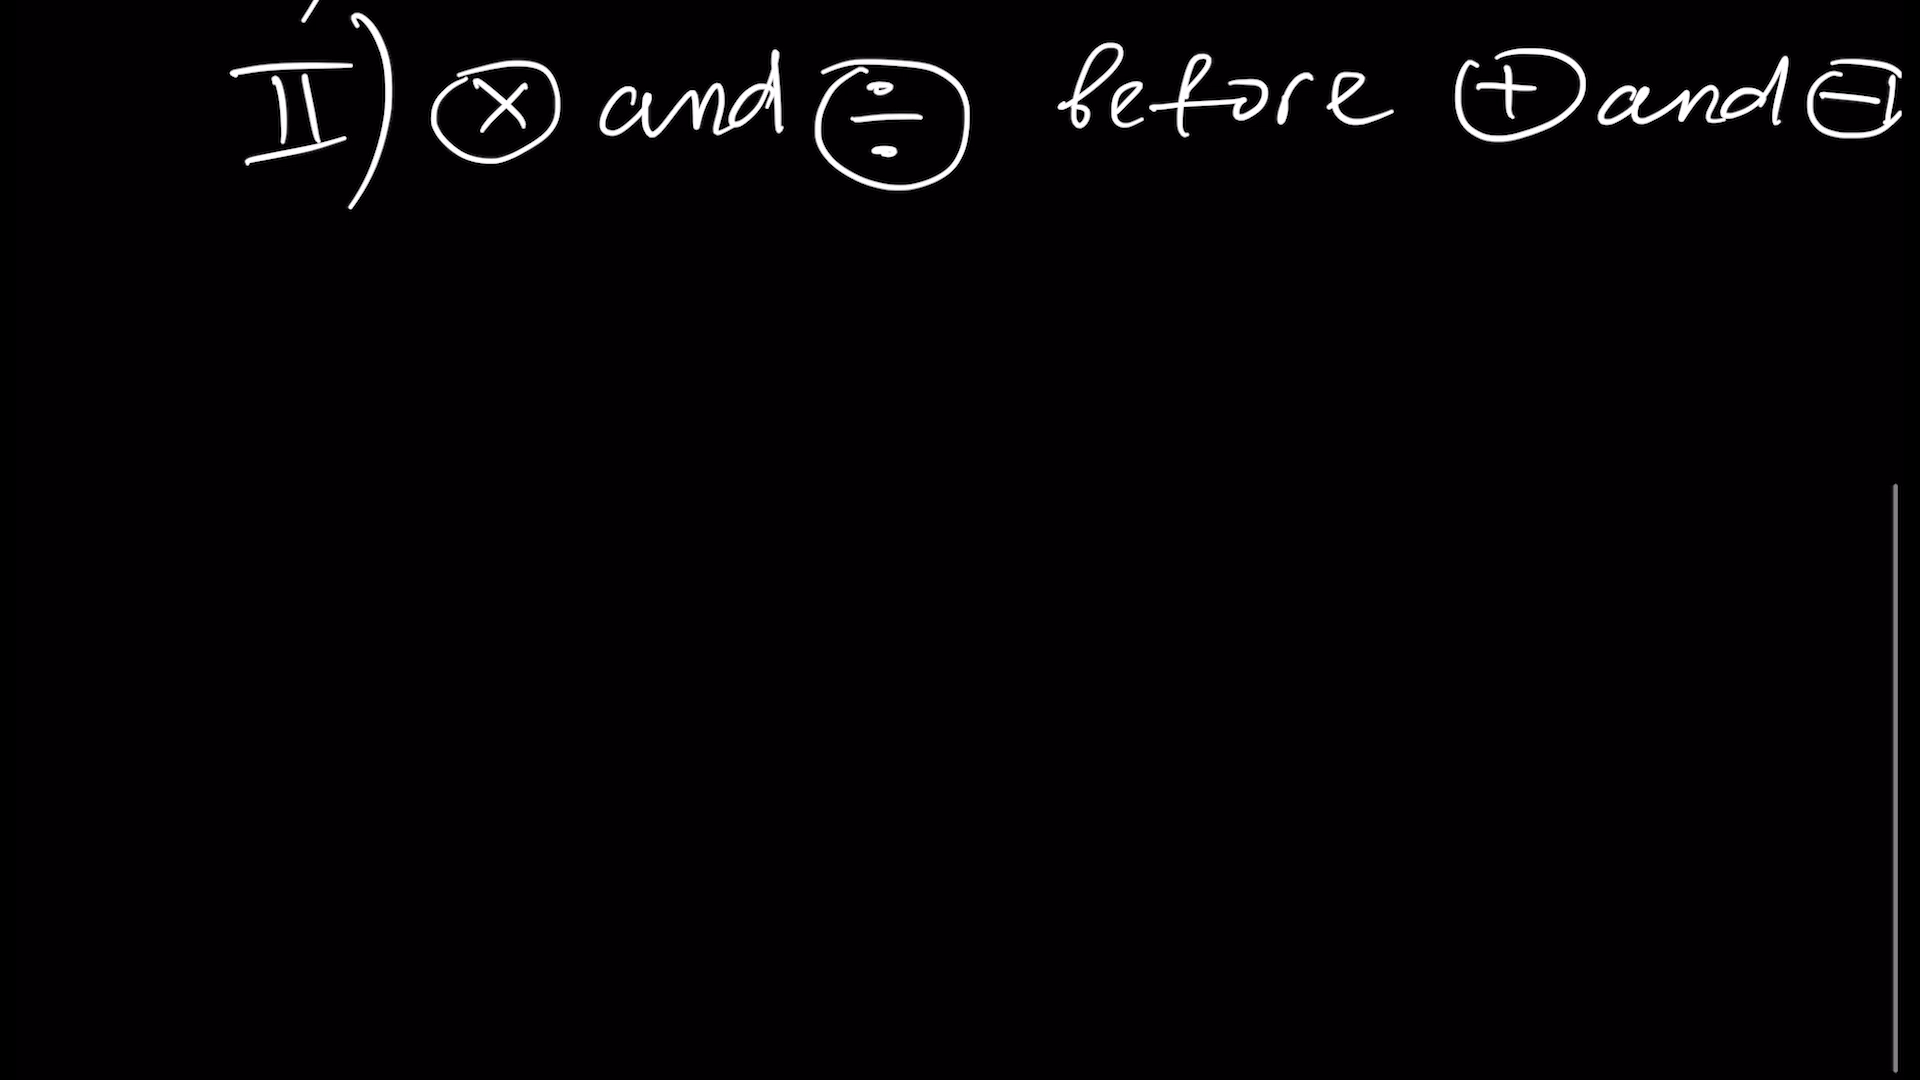 II) ⊗ and ÷ before ⊕ and ⊖